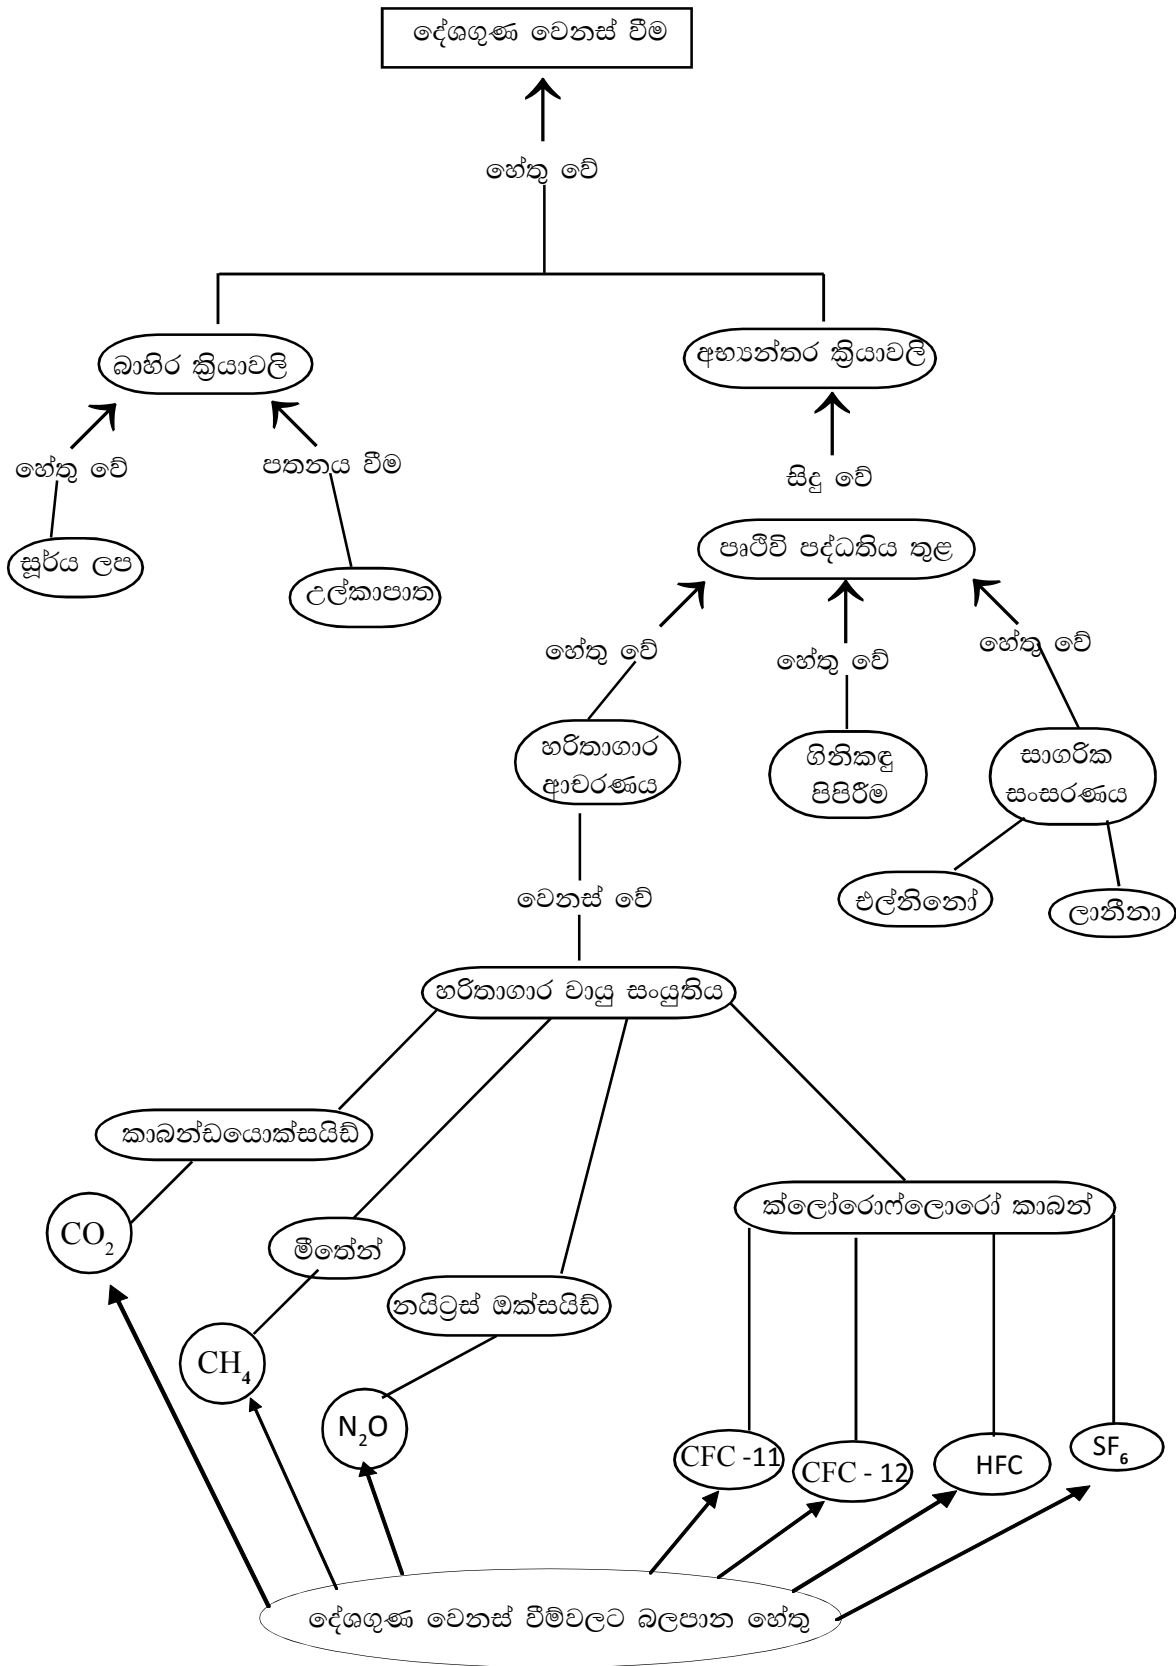 දේශගුණ වෙනස් වීම
හේතු වේ
බාහිර ක්‍රියාවලි
අභ්‍යන්තර ක්‍රියාවලි
හේතු වේ
පතනය වීම
සිදු වේ
සූර්ය ලප
උල්කාපාත
පෘථිවි පද්ධතිය තුළ
හේතු වේ
හේතු වේ
හේතු වේ
හරිතාගාර
ආචරණය
ගිනිකඳු
පිපිරීම
සාගරික
සංසරණය
එල්නිනෝ
ලානීනා
වෙනස් වේ
හරිතාගාර වායු සංයුතිය
කාබන්ඩයොක්සයිඩ්
ක්ලෝරොෆ්ලොරෝ කාබන්
CO₂
මීතේන්
නයිට්‍රස් ඔක්සයිඩ්
CH₄
N₂O
CFC -11
CFC - 12
HFC
SF₆
දේශගුණ වෙනස් වීම්වලට බලපාන හේතු